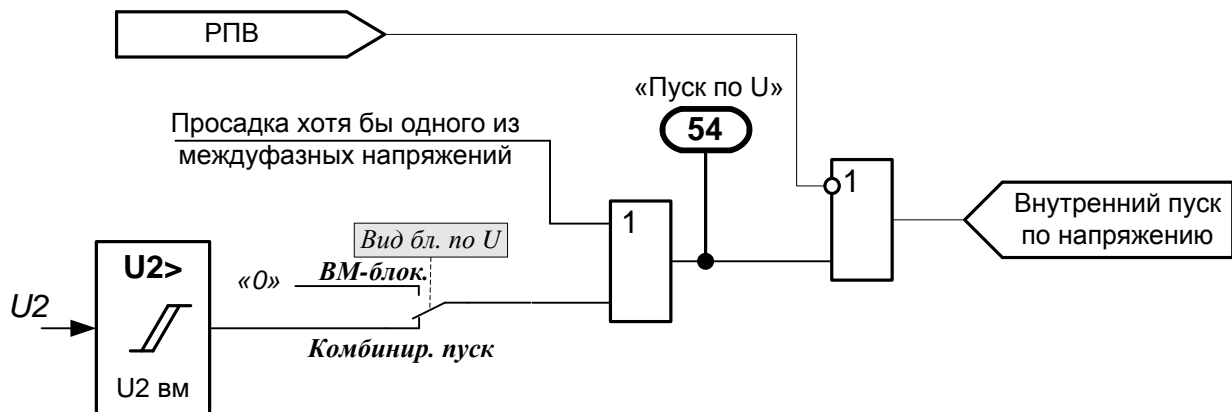 РПВ
«Пуск по U»
54
Просадка хотя бы одного из
междуфазных напряжений
1
1
Внутренний пуск
по напряжению
Вид бл. по U
U2>
«0»
ВМ-блок.
U2
Комбинир. пуск
U2 вм